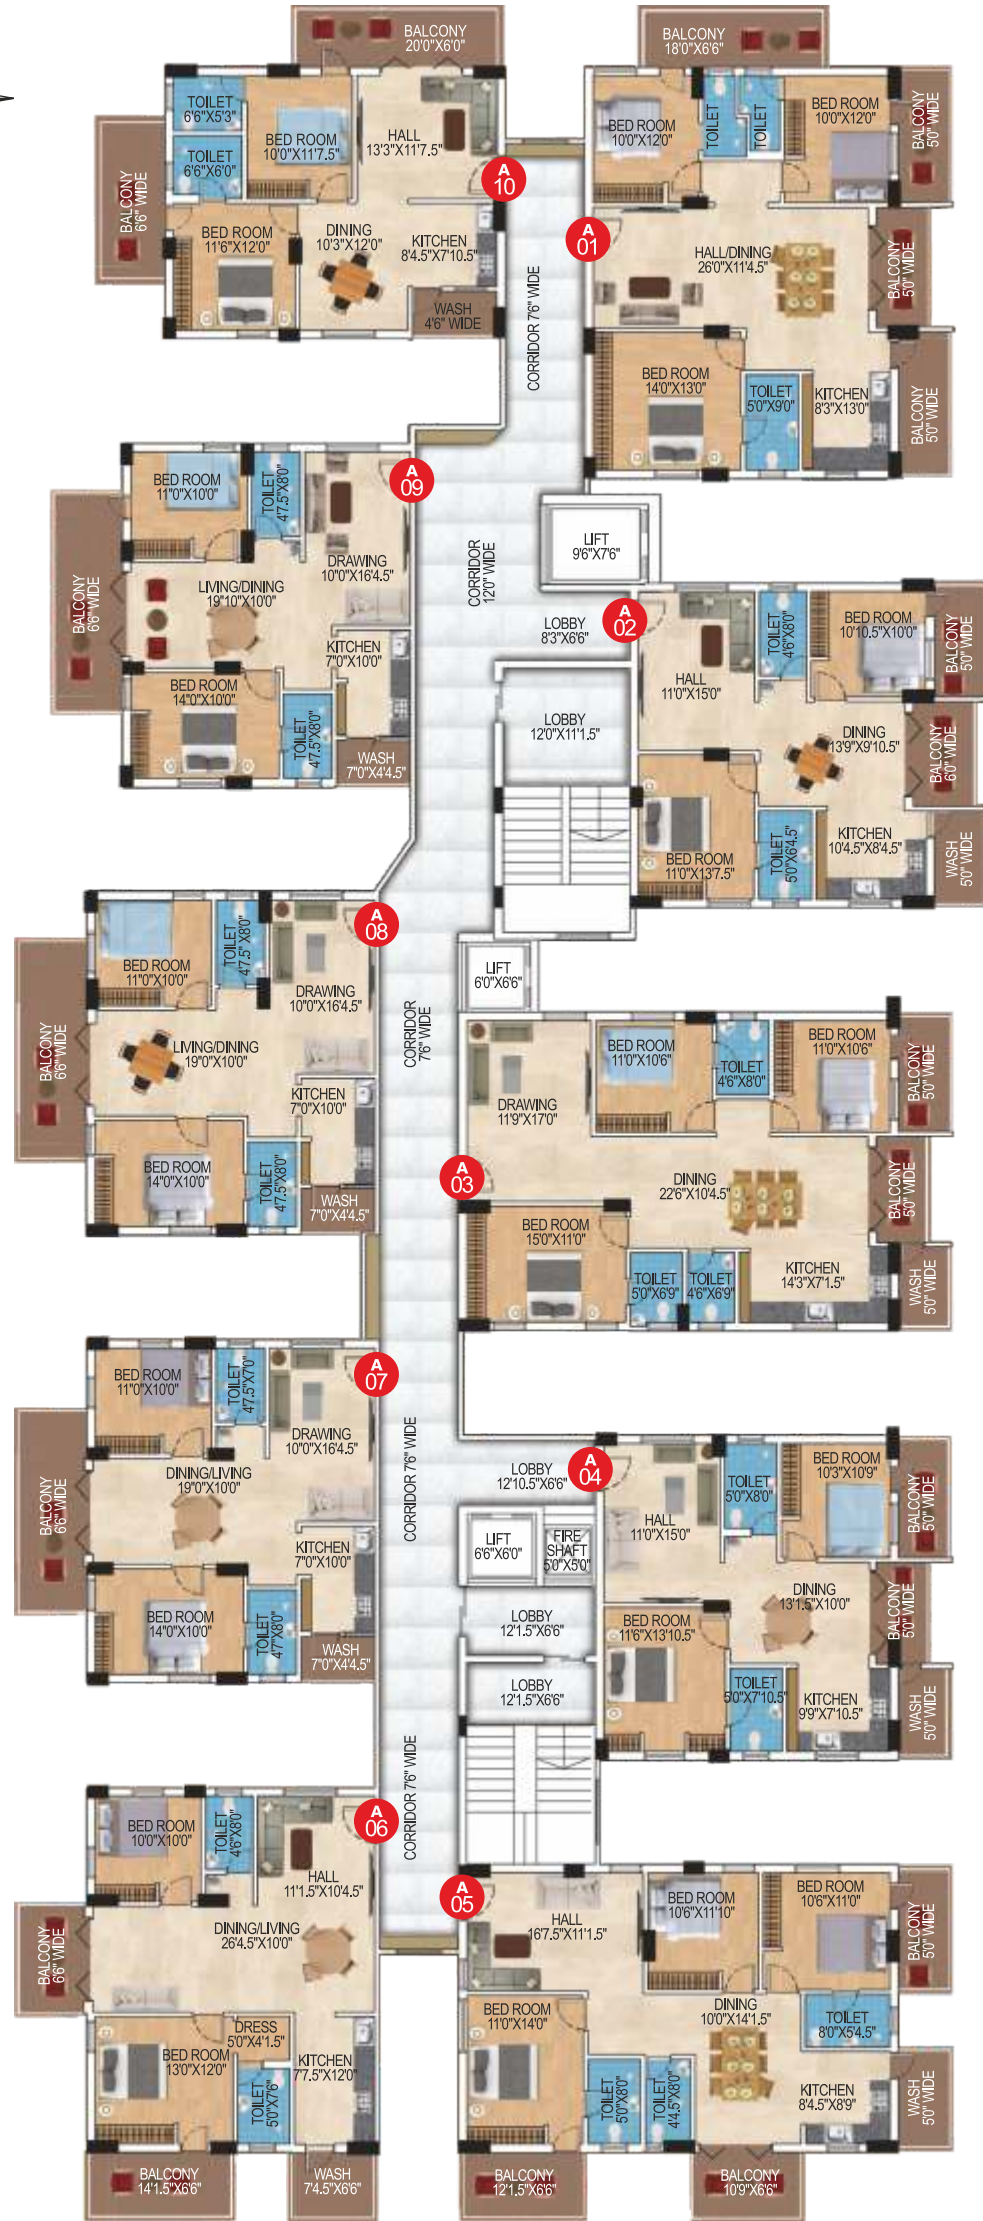 BALCONY
20'0"X6'0"
TOILET
6'6"X5'3"
BED ROOM
10'0"X11'7.5"
HALL
13'3"X11'7.5"
TOILET
6'6"X6'0"
BALCONY
6'6" WIDE
BED ROOM
11'6"X12'0"
DINING
10'3"X12'0"
KITCHEN
8'4.5"X7'10.5"
WASH
4'6" WIDE
A
10
BALCONY
18'0"X6'6"
BED ROOM
10'0"X12'0"
TOILET
TOILET
BED ROOM
10'0"X12'0"
BALCONY
5'0" WIDE
A
01
HALL/DINING
26'0"X11'4.5"
BALCONY
5'0" WIDE
BED ROOM
14'0"X13'0"
TOILET
5'0"X9'0"
KITCHEN
8'3"X13'0"
BALCONY
5'0" WIDE
CORRIDOR 7'6" WIDE
A
09
BED ROOM
11'0"X10'0"
TOILET
4'7.5"X8'0"
DRAWING
10'0"X16'4.5"
BALCONY
6'6" WIDE
LIVING/DINING
19'10"X10'0"
KITCHEN
7'0"X10'0"
BED ROOM
14'0"X10'0"
TOILET
4'7.5"X8'0"
WASH
7'0"X4'4.5"
CORRIDOR
12'0" WIDE
LIFT
9'6"X7'6"
LOBBY
8'3"X6'6"
A
02
HALL
11'0"X15'0"
TOILET
4'6"X8'0"
BED ROOM
10'10.5"X10'0"
BALCONY
5'0" WIDE
LOBBY
12'0"X11'1.5"
DINING
13'9"X9'10.5"
BALCONY
6'0" WIDE
BED ROOM
11'0"X13'7.5"
TOILET
5'0"X6'4.5"
KITCHEN
10'4.5"X8'4.5"
WASH
5'0" WIDE
A
08
BED ROOM
11'0"X10'0"
TOILET
4'7.5" X8'0"
DRAWING
10'0"X16'4.5"
BALCONY
6'6" WIDE
LIVING/DINING
19'0"X10'0"
KITCHEN
7'0"X10'0"
BED ROOM
14'0"X10'0"
TOILET
4'7.5"X8'0"
WASH
7'0"X4'4.5"
CORRIDOR
7'6" WIDE
LIFT
6'0"X6'6"
DRAWING
11'9"X17'0"
BED ROOM
11'0"X10'6"
TOILET
4'6"X8'0"
BED ROOM
11'0"X10'6"
BALCONY
5'0" WIDE
A
03
DINING
22'6"X10'4.5"
BALCONY
5'0" WIDE
BED ROOM
15'0"X11'0"
TOILET
5'0"X6'9"
TOILET
4'6"X6'9"
KITCHEN
14'3"X7'1.5"
WASH
5'0" WIDE
A
07
BED ROOM
11'0"X10'0"
TOILET
4'7.5"X7'0"
DRAWING
10'0"X16'4.5"
BALCONY
6'6" WIDE
DINING/LIVING
19'0"X10'0"
KITCHEN
7'0"X10'0"
BED ROOM
14'0"X10'0"
TOILET
4'7"X8'0"
WASH
7'0"X4'4.5"
CORRIDOR 7'6" WIDE
LOBBY
12'10.5"X6'6"
A
04
HALL
11'0"X15'0"
TOILET
5'0"X8'0"
BED ROOM
10'3"X10'9"
BALCONY
5'0" WIDE
LIFT
6'6"X6'0"
FIRE
SHAFT
5'0"X5'0"
DINING
13'1.5"X10'0"
BALCONY
5'0" WIDE
LOBBY
12'1.5"X6'6"
BED ROOM
11'6"X13'10.5"
LOBBY
12'1.5"X6'6"
TOILET
5'0"X7'10.5"
KITCHEN
9'9"X7'10.5"
WASH
5'0" WIDE
CORRIDOR 7'6" WIDE
A
06
BED ROOM
10'0"X10'0"
TOILET
4'6"X8'0"
HALL
11'1.5"X10'4.5"
BALCONY
6'6" WIDE
DINING/LIVING
26'4.5"X10'0"
DRESS
5'0"X4'1.5"
BED ROOM
13'0"X12'0"
TOILET
5'0"X7'6"
KITCHEN
7'7.5"X12'0"
BALCONY
14'1.5"X6'6"
WASH
7'4.5"X6'6"
A
05
HALL
16'7.5"X11'1.5"
BED ROOM
10'6"X11'10"
BED ROOM
10'6"X11'0"
BALCONY
5'0" WIDE
BED ROOM
11'0"X14'0"
DINING
10'0"X14'1.5"
TOILET
8'0"X5'4.5"
TOILET
5'0"X8'0"
TOILET
4'4.5"X8'0"
KITCHEN
8'4.5"X8'9"
WASH
5'0" WIDE
BALCONY
12'1.5"X6'6"
BALCONY
10'9"X6'6"